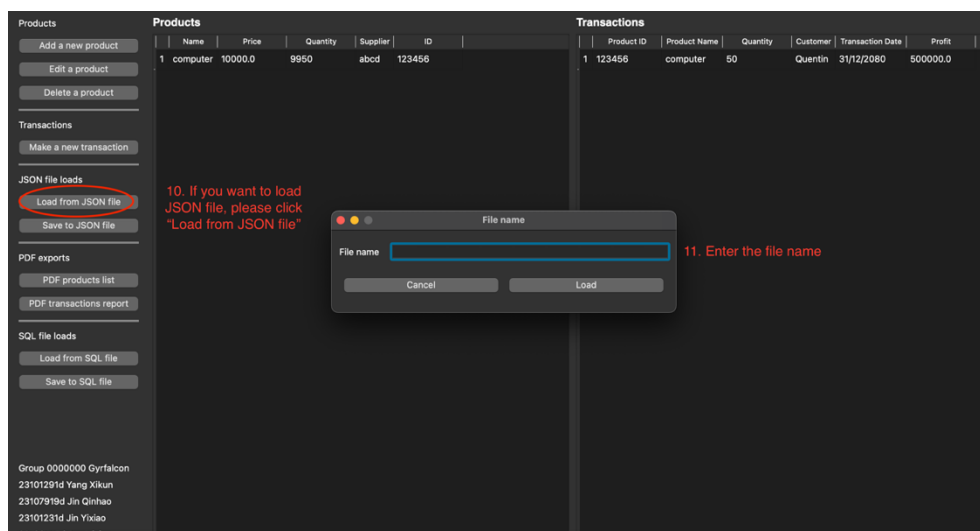 Products
Add a new product
Edit a product
Delete a product
Transactions
Make a new transaction
JSON file loads
Load from JSON file
Save to JSON file
PDF exports
PDF products list
PDF transactions report
SQL file loads
Load from SQL file
Save to SQL file
Group 0000000 Gyrfalcon
23101291d Yang Xikun
23107919d Jin Qinhao
23101231d Jin Yixiao
Products
Name Price Quantity Supplier ID
1 computer 10000.0 9950 abcd 123456
10. If you want to load
JSON file, please click
“Load from JSON file”
File name
File name
Cancel Load
11. Enter the file name
Transactions
Product ID Product Name Quantity Customer Transaction Date Profit
1 123456 computer 50 Quentin 31/12/2080 500000.0